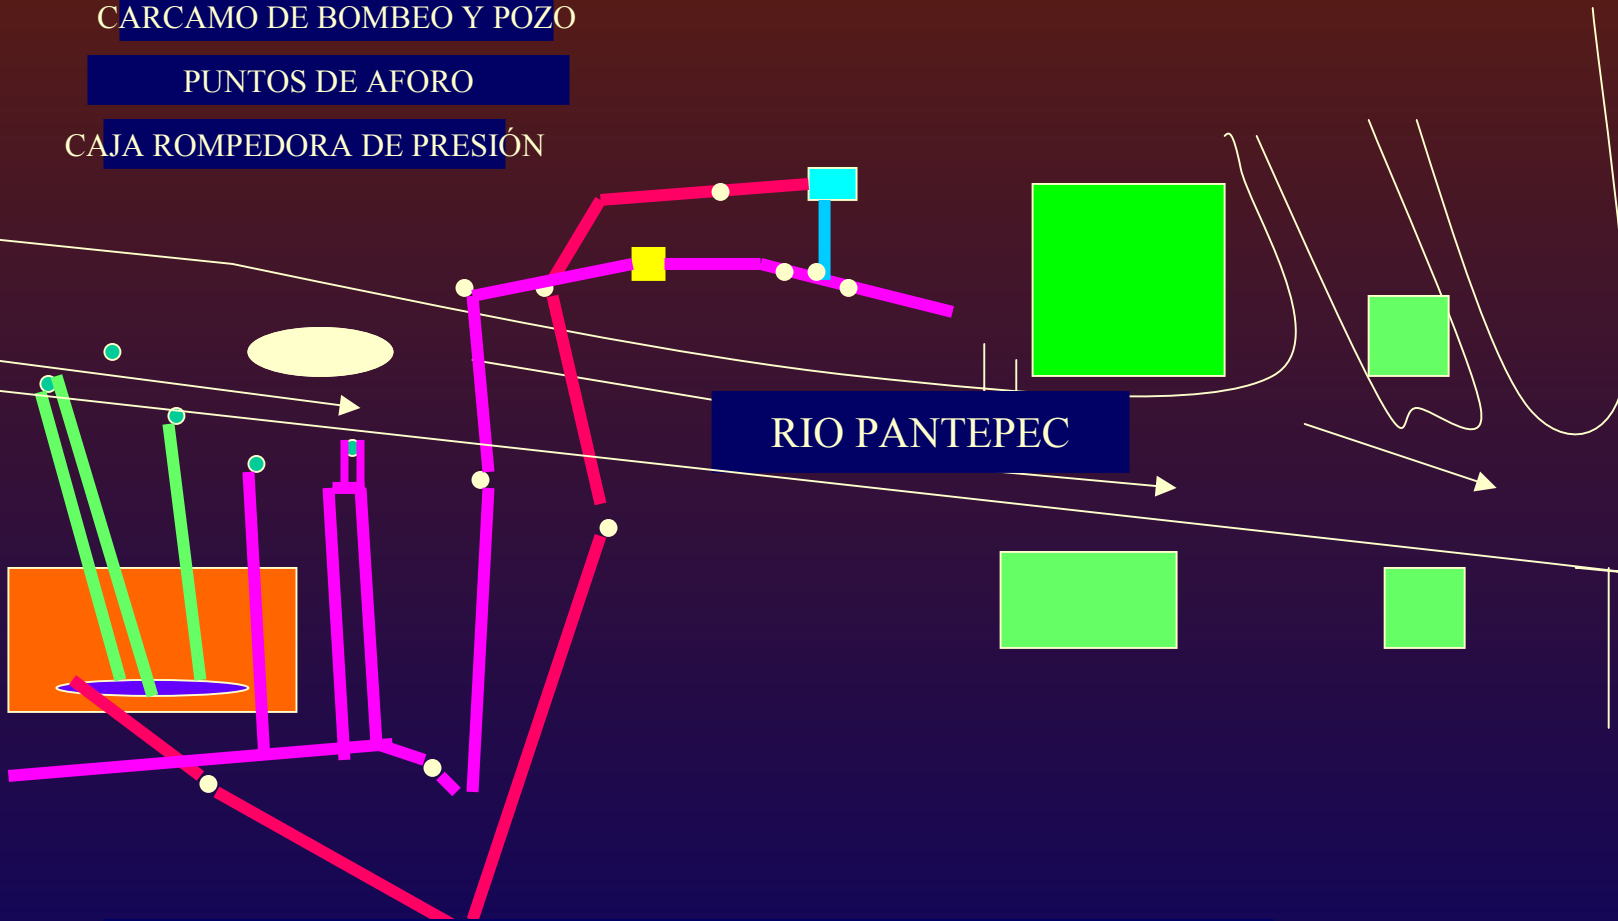 CARCAMO DE BOMBEO Y POZO
PUNTOS DE AFORO
CAJA ROMPEDORA DE PRESIÓN
RIO PANTEPEC